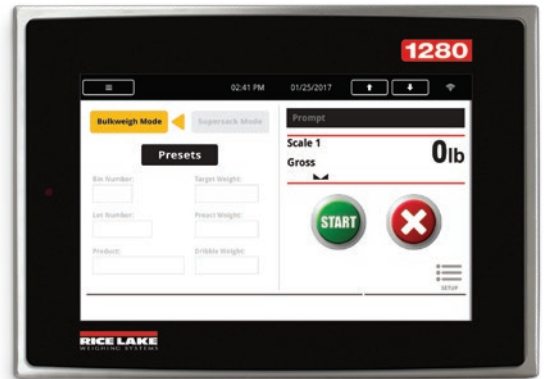 1280
02:41 PM 01/25/2017
Bulkweigh Mode Supersack Mode
Presets
Bin Number: Target Weight:
Lot Number: Preact Weight:
Product: Dribble Weight:
Prompt
Scale 1
Gross
0lb
START
SETUP
RICE LAKE
WEIGHING SYSTEMS